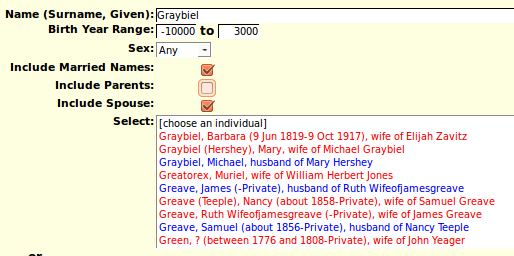 Name (Surname, Given): Graybiel
Birth Year Range: -10000 to 3000
Sex: Any
Include Married Names:
Include Parents:
Include Spouse:
Select: [choose an individual]
Graybiel, Barbara (9 Jun 1819-9 Oct 1917), wife of Elijah Zavitz
Graybiel (Hershey), Mary, wife of Michael Graybiel
Graybiel, Michael, husband of Mary Hershey
Greatorex, Muriel, wife of William Herbert Jones
Greave, James (-Private), husband of Ruth Wifeofjamesgreave
Greave (Teeple), Nancy (about 1858-Private), wife of Samuel Greave
Greave, Ruth Wifeofjamesgreave (-Private), wife of James Greave
Greave, Samuel (about 1856-Private), husband of Nancy Teeple
Green, ? (between 1776 and 1808-Private), wife of John Yeager
or